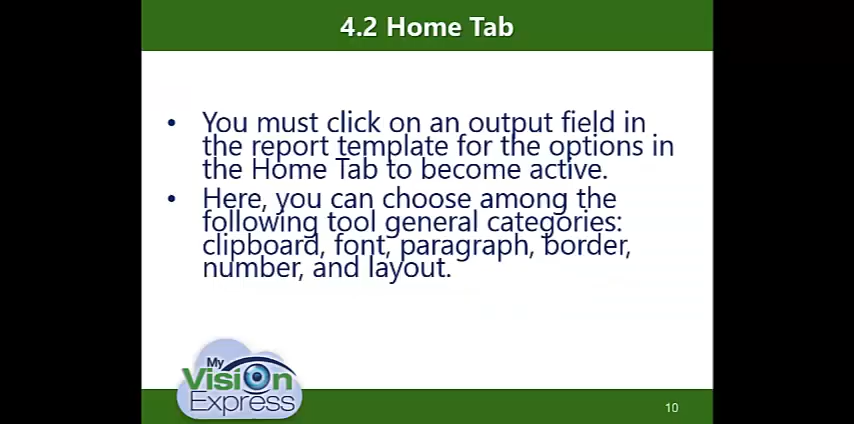 4.2 Home Tab
• You must click on an output field in
the report template for the options in
the Home Tab to become active.
• Here, you can choose among the
following tool general categories:
clipboard, font, paragraph, border,
number, and layout.
My
Vision
Express
10